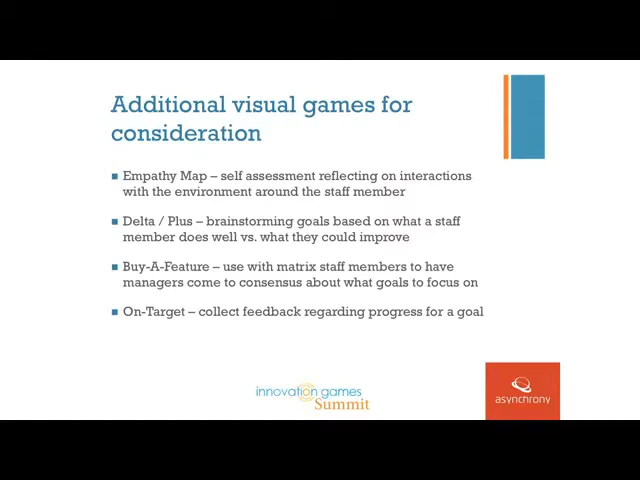 Additional visual games for
consideration
Empathy Map – self assessment reflecting on interactions
with the environment around the staff member
Delta / Plus – brainstorming goals based on what a staff
member does well vs. what they could improve
Buy-A-Feature – use with matrix staff members to have
managers come to consensus about what goals to focus on
On-Target – collect feedback regarding progress for a goal
innovation games
Summit
asynchrony